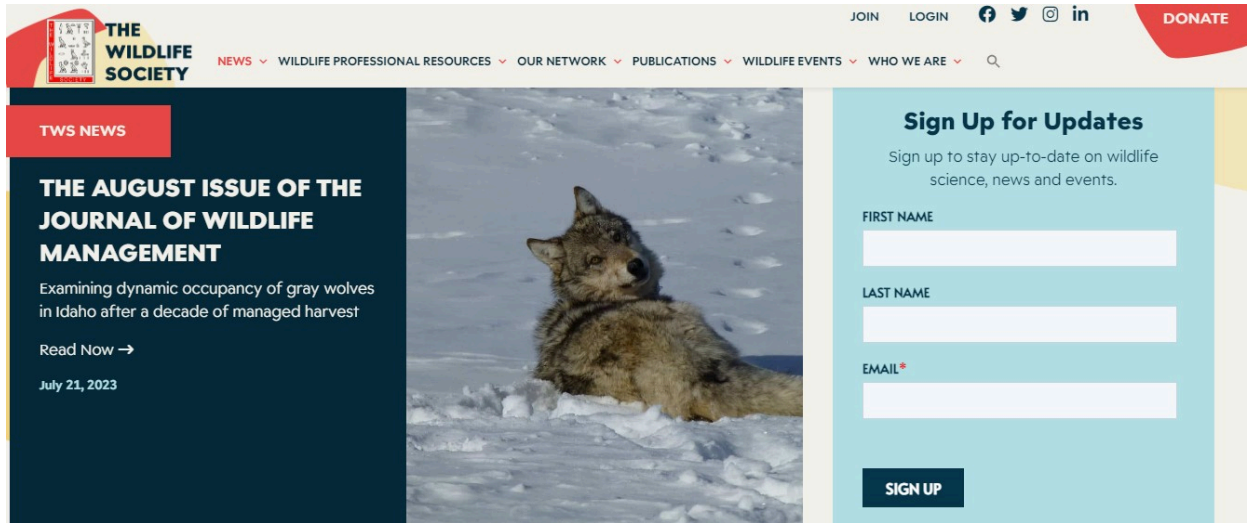 JOIN LOGIN
DONATE
THE
WILDLIFE
SOCIETY
NEWS WILDLIFE PROFESSIONAL RESOURCES OUR NETWORK PUBLICATIONS WILDLIFE EVENTS WHO WE ARE
TWS NEWS
THE AUGUST ISSUE OF THE
JOURNAL OF WILDLIFE
MANAGEMENT
Examining dynamic occupancy of gray wolves
in Idaho after a decade of managed harvest
Read Now →
July 21, 2023
Sign Up for Updates
Sign up to stay up-to-date on wildlife
science, news and events.
FIRST NAME
LAST NAME
EMAIL*
SIGN UP